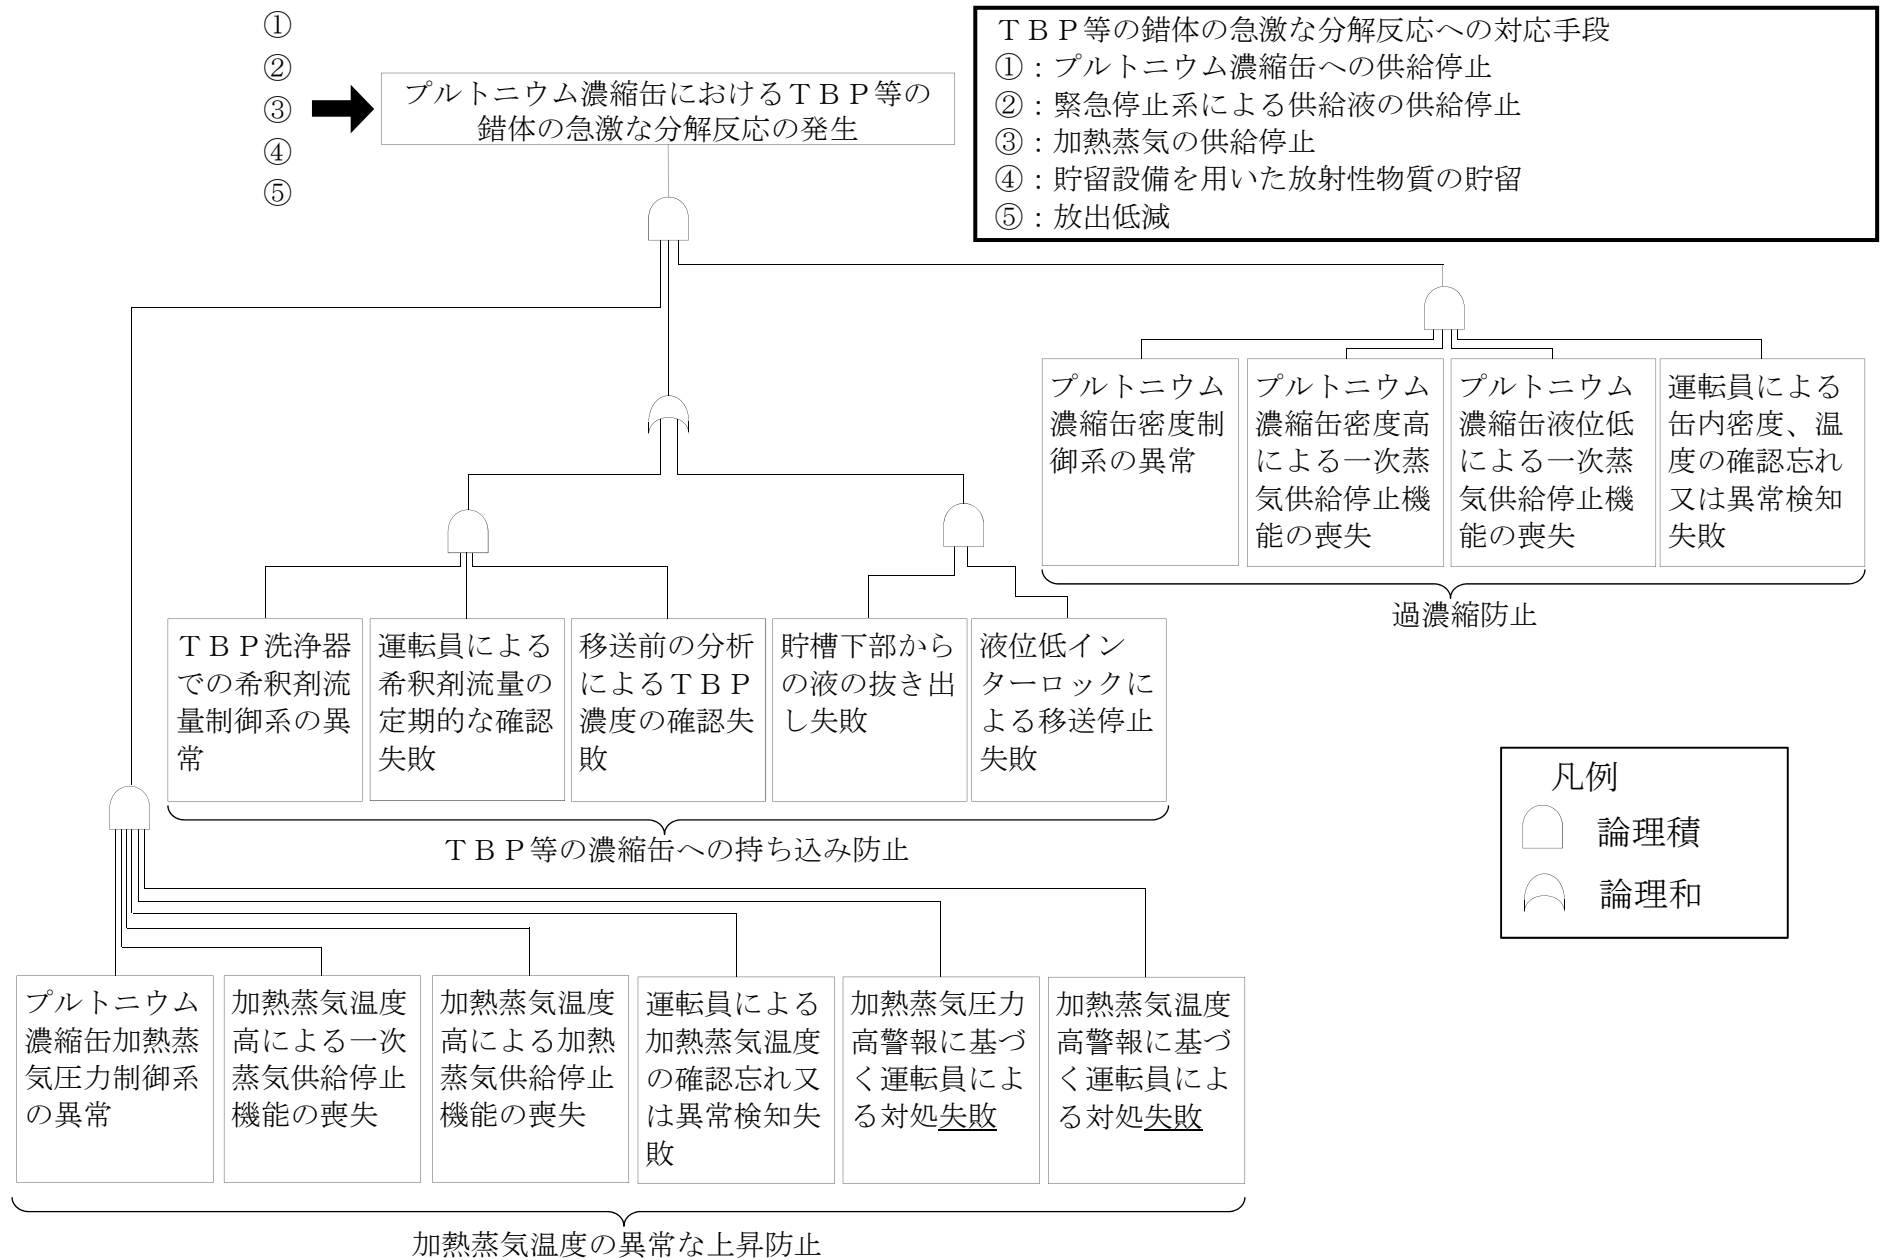 ①
②
③
④
⑤
プルトニウム濃縮缶におけるＴＢＰ等の
錯体の急激な分解反応の発生
ＴＢＰ等の錯体の急激な分解反応への対応手段
①：プルトニウム濃縮缶への供給停止
②：緊急停止系による供給液の供給停止
③：加熱蒸気の供給停止
④：貯留設備を用いた放射性物質の貯留
⑤：放出低減
プルトニウム
濃縮缶密度制
御系の異常
プルトニウム
濃縮缶密度高
による一次蒸
気供給停止機
能の喪失
プルトニウム
濃縮缶液位低
による一次蒸
気供給停止機
能の喪失
運転員による
缶内密度、温
度の確認忘れ
又は異常検知
失敗
過濃縮防止
ＴＢＰ洗浄器
での希釈剤流
量制御系の異
常
運転員による
希釈剤流量の
定期的な確認
失敗
移送前の分析
によるＴＢＰ
濃度の確認失
敗
貯槽下部から
の液の抜き出
し失敗
液位低イン
ターロックに
よる移送停止
失敗
ＴＢＰ等の濃縮缶への持ち込み防止
凡例
論理積
論理和
プルトニウム
濃縮缶加熱蒸
気圧力制御系
の異常
加熱蒸気温度
高による一次
蒸気供給停止
機能の喪失
加熱蒸気温度
高による加熱
蒸気供給停止
機能の喪失
運転員による
加熱蒸気温度
の確認忘れ又
は異常検知失
敗
加熱蒸気圧力
高警報に基づ
く運転員によ
る対処失敗
加熱蒸気温度
高警報に基づ
く運転員によ
る対処失敗
加熱蒸気温度の異常な上昇防止